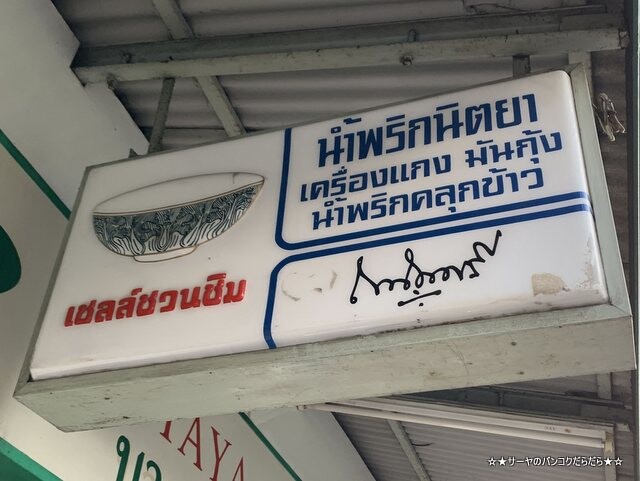 น้ำพริกนิตยา
เครื่องแกง มันกุ้ง
น้ำพริกคลุกข้าว
เชลล์ชวนชิม
TAYA
☆★サーヤのバンコクだらだら★☆